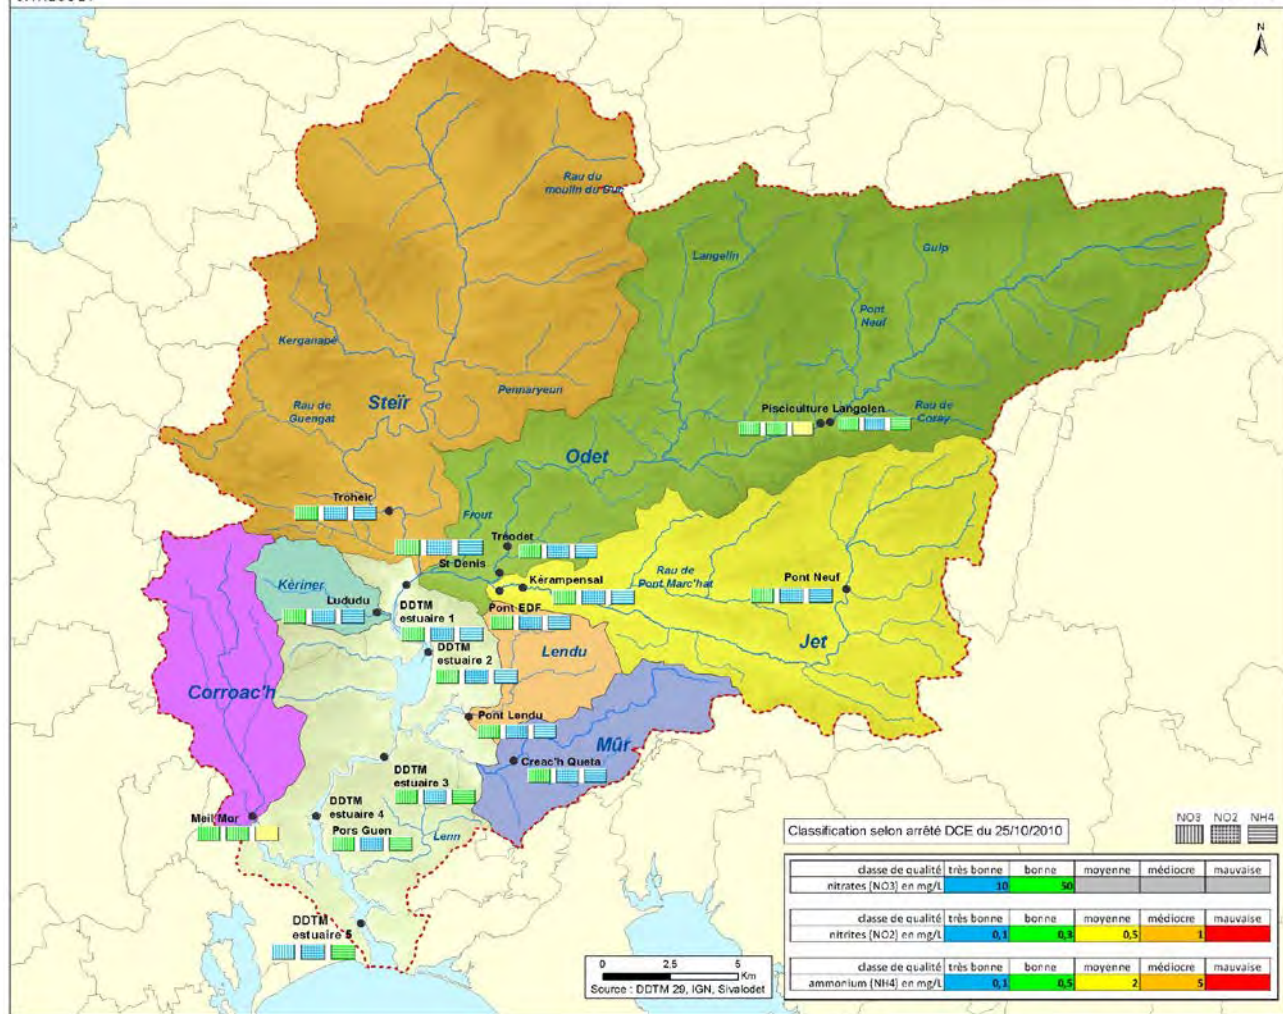 N
Rau du
moulin du Duc
Langelin
Gulp
Pont
Neuf
Kerganapé
Pennaryeun
Steïr
Rau de
Guengat
Pisciculture Langolen
Rau de
Coray
Odet
Troheir
Frout
Tréodet
St Denis
Kérampensal
Rau de
Pont Marc'hat
Pont Neuf
Kériner
Lududu
DDTM
estuaire 1
Pont EDF
Jet
DDTM
estuaire 2
Lendu
Corroac'h
Pont Lendu
Mûr
Creac'h Queta
DDTM
estuaire 3
DDTM
estuaire 4
Meil Mor
Pors Guen
Lenn
DDTM
estuaire 5
NO3 NO2 NH4
Classification selon arrêté DCE du 25/10/2010
classe de qualité très bonne bonne moyenne médiocre mauvaise
nitrates (NO3) en mg/L 10 50
classe de qualité très bonne bonne moyenne médiocre mauvaise
nitrites (NO2) en mg/L 0,1 0,3 0,5 1
classe de qualité très bonne bonne moyenne médiocre mauvaise
ammonium (NH4) en mg/L 0,1 0,5 2 5
0 2,5 5
Km
Source : DDTM 29, IGN, Sivalodet